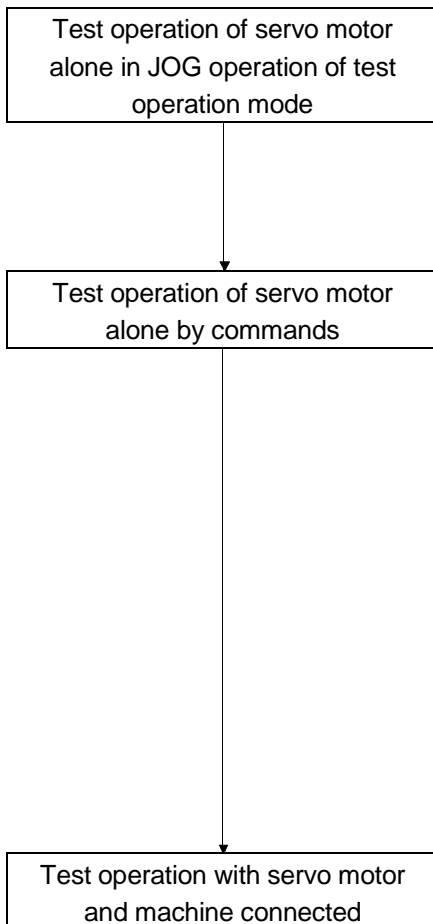 Test operation of servo motor
alone in JOG operation of test
operation mode
Test operation of servo motor
alone by commands
Test operation with servo motor
and machine connected